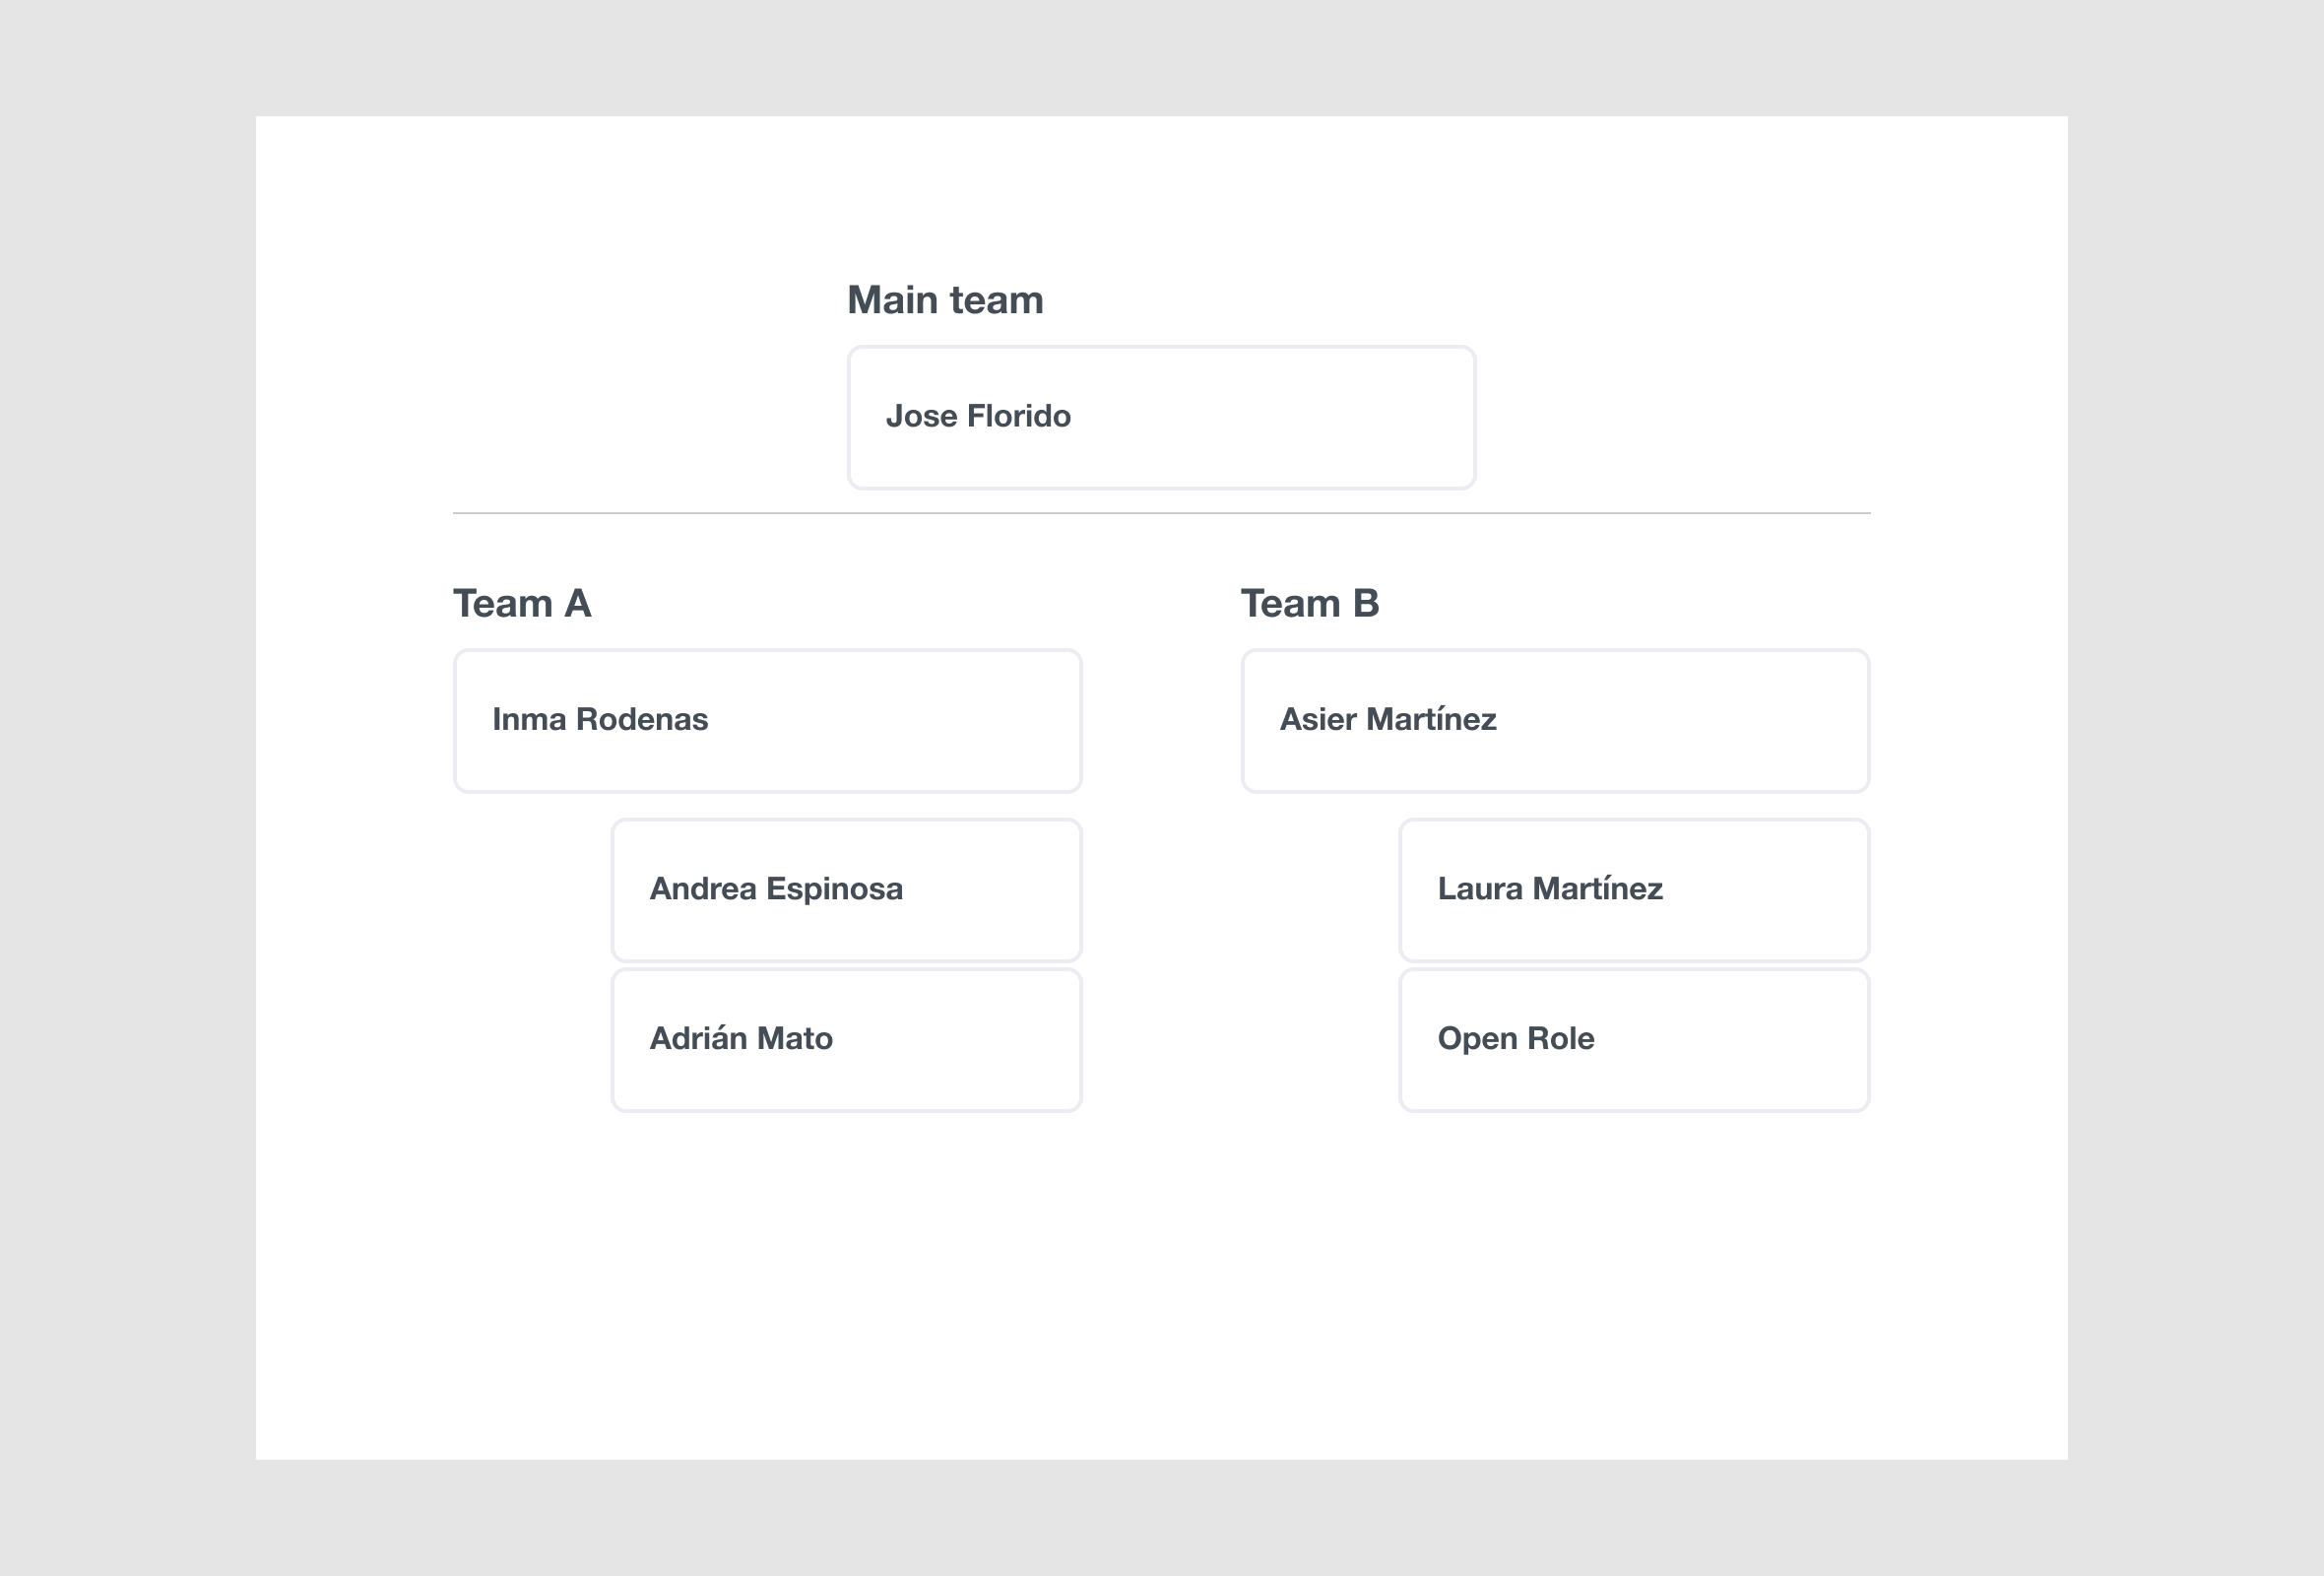 Main team
Jose Florido
Team A
Inma Rodenas
Andrea Espinosa
Adrián Mato
Team B
Asier Martínez
Laura Martínez
Open Role